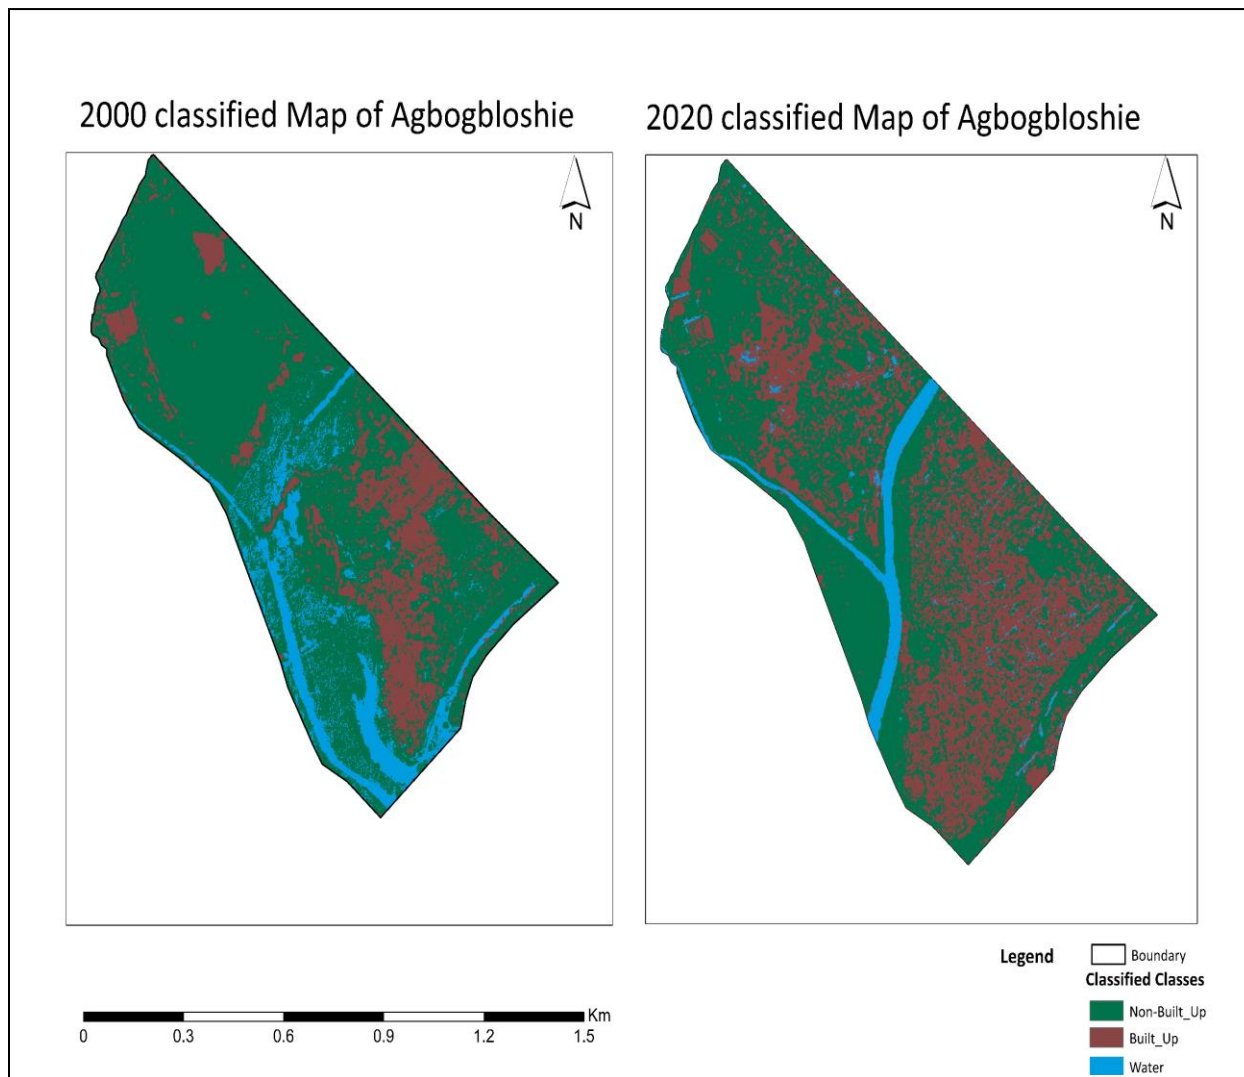 2000 classified Map of Agbogbloshie
2020 classified Map of Agbogbloshie
N
N
Legend
Boundary
Classified Classes
Non-Built_Up
Built_Up
Water
Km
0 0.3 0.6 0.9 1.2 1.5